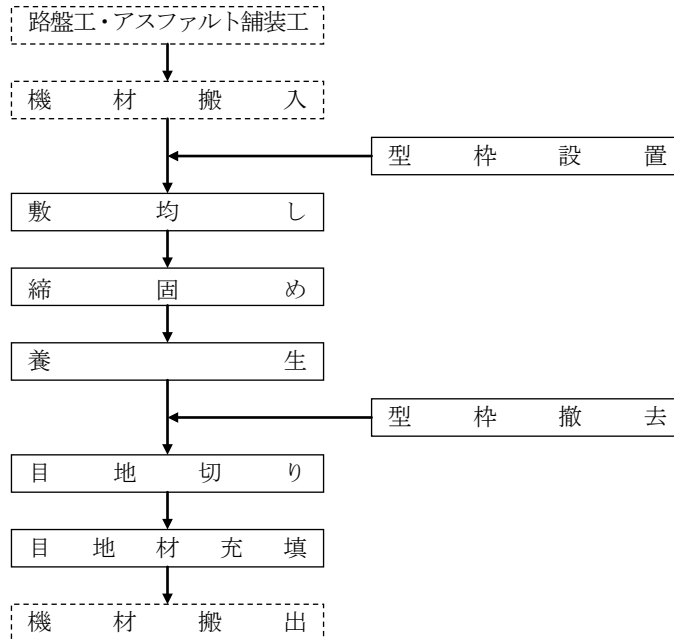 路盤工・アスファルト舗装工
機材搬入
型枠設置
敷均し
締固め
養生
型枠撤去
目地切り
目地材充填
機材搬出